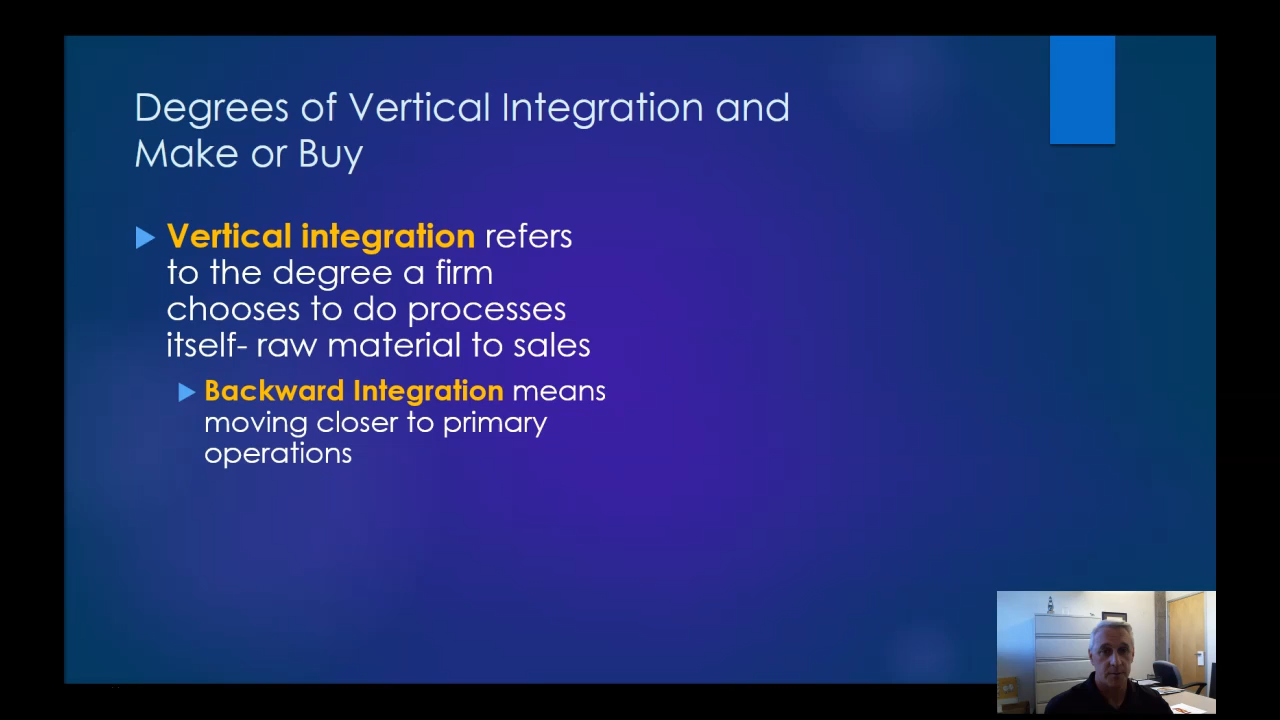 Degrees of Vertical Integration and
Make or Buy
Vertical integration refers
to the degree a firm
chooses to do processes
itself- raw material to sales
Backward Integration means
moving closer to primary
operations